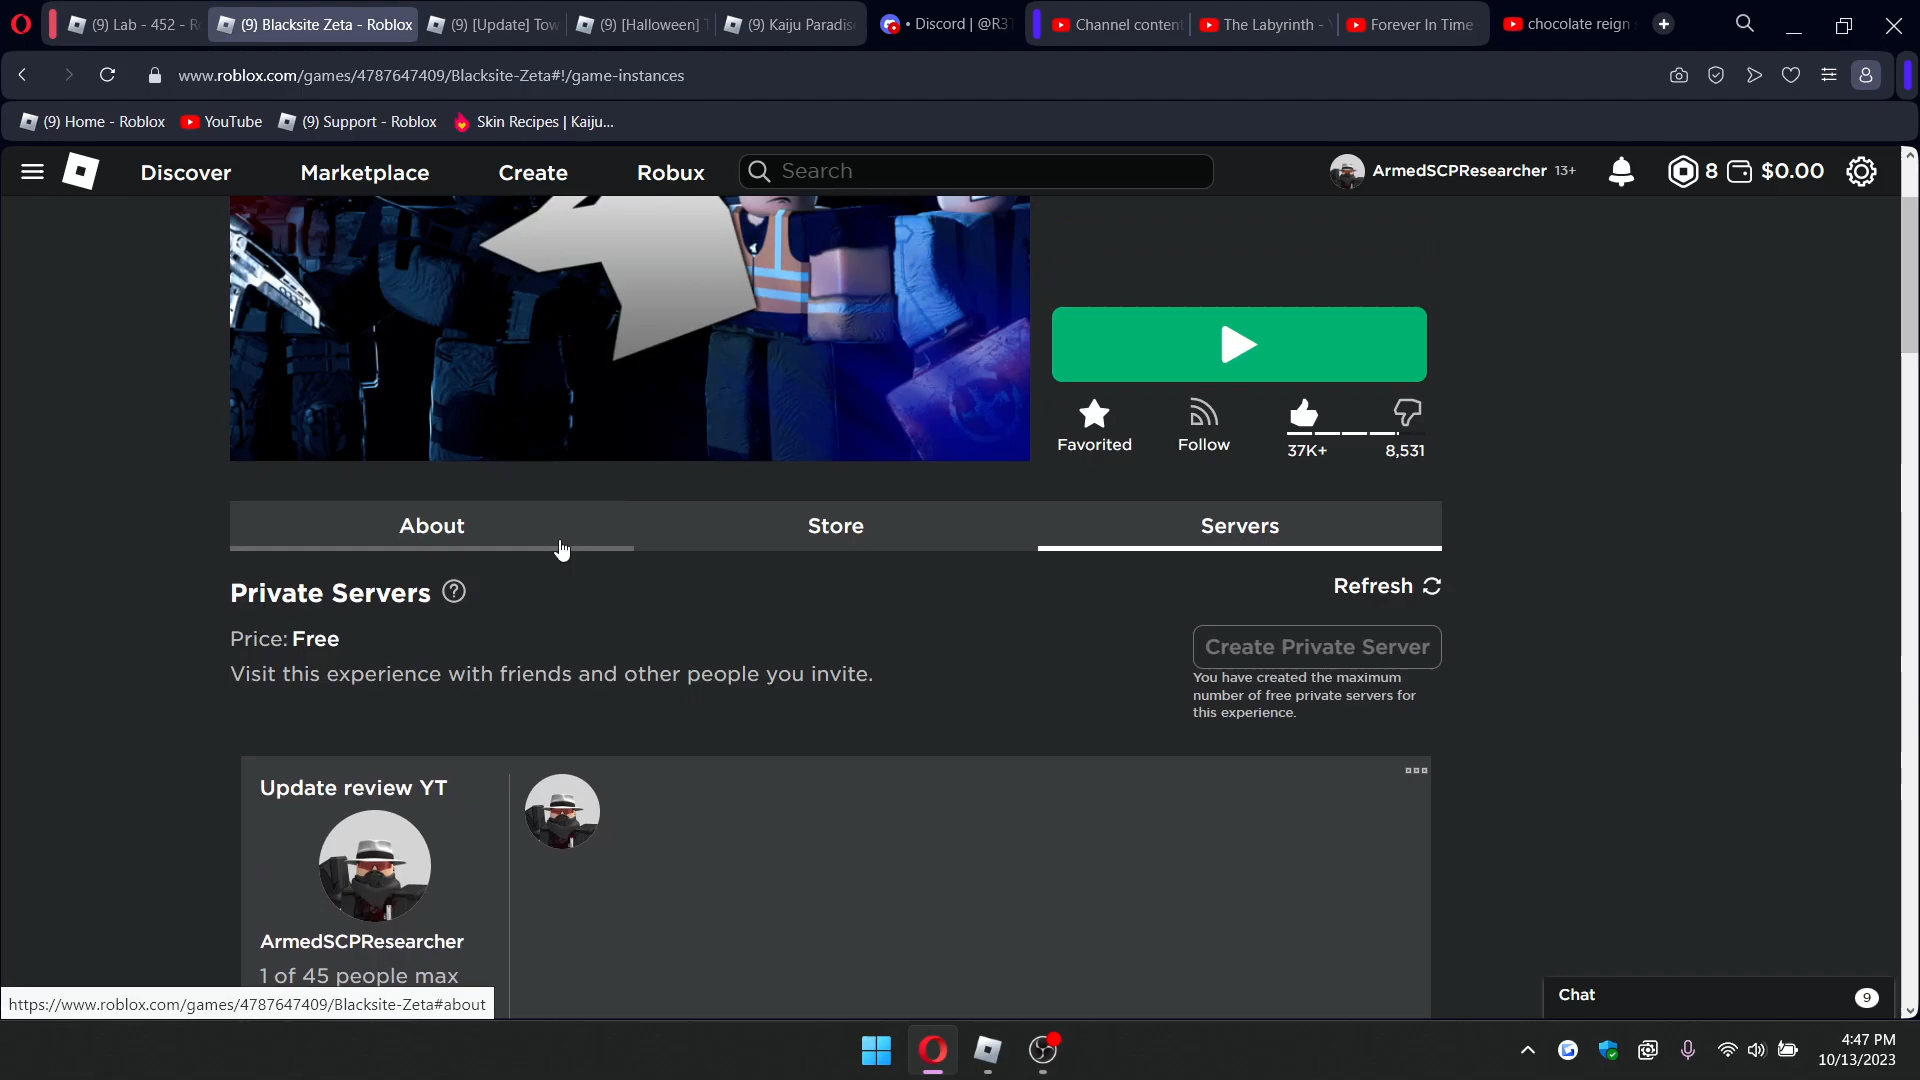 (9) Lab - 452 - R
(9) Blacksite Zeta - Roblox
(9) [Update] Tow
(9) [Halloween] T
(9) Kaiju Paradise
• Discord | @R3T
Channel content
The Labyrinth - Y
Forever In Time
chocolate reign
www.roblox.com/games/4787647409/Blacksite-Zeta#!/game-instances
(9) Home - Roblox
YouTube
(9) Support - Roblox
Skin Recipes | Kaiju...
Discover
Marketplace
Create
Robux
Search
ArmedSCPResearcher 13+
8
$0.00
Favorited
Follow
37K+
8,531
About
Store
Servers
Private Servers ?
Refresh
Price: Free
Visit this experience with friends and other people you invite.
Create Private Server
You have created the maximum
number of free private servers for
this experience.
Update review YT
ArmedSCPResearcher
1 of 45 people max
https://www.roblox.com/games/4787647409/Blacksite-Zeta#about
Chat
9
4:47 PM
10/13/2023